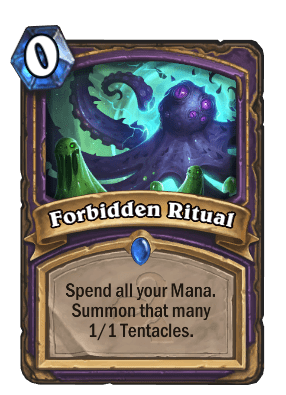 0
Forbidden Ritual
Spend all your Mana.
Summon that many
1/1 Tentacles.